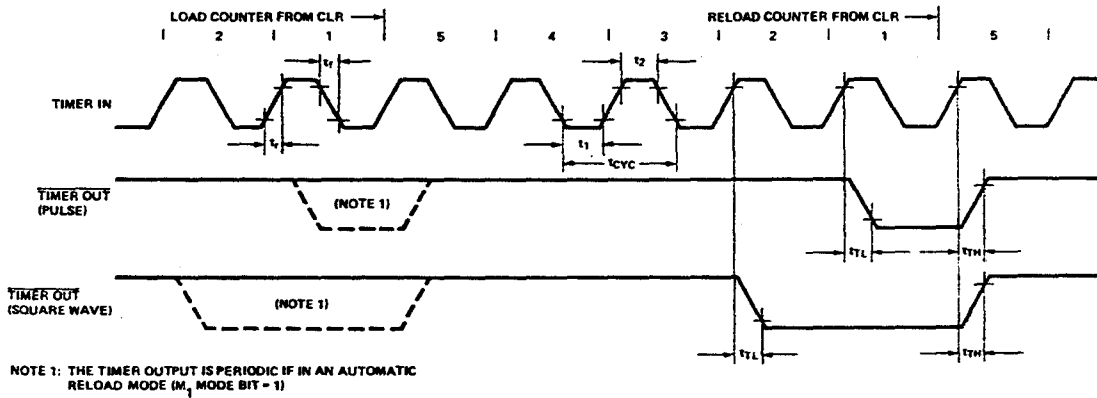 LOAD COUNTER FROM CLR
RELOAD COUNTER FROM CLR
2 1 5 4 3 2 1 5
TIMER IN
tf
t2
tr
t1
tCYC
TIMER OUT
(PULSE)
(NOTE 1)
tTL
tTH
TIMER OUT
(SQUARE WAVE)
(NOTE 1)
tTL
tTH
NOTE 1: THE TIMER OUTPUT IS PERIODIC IF IN AN AUTOMATIC
RELOAD MODE (M1 MODE BIT = 1)